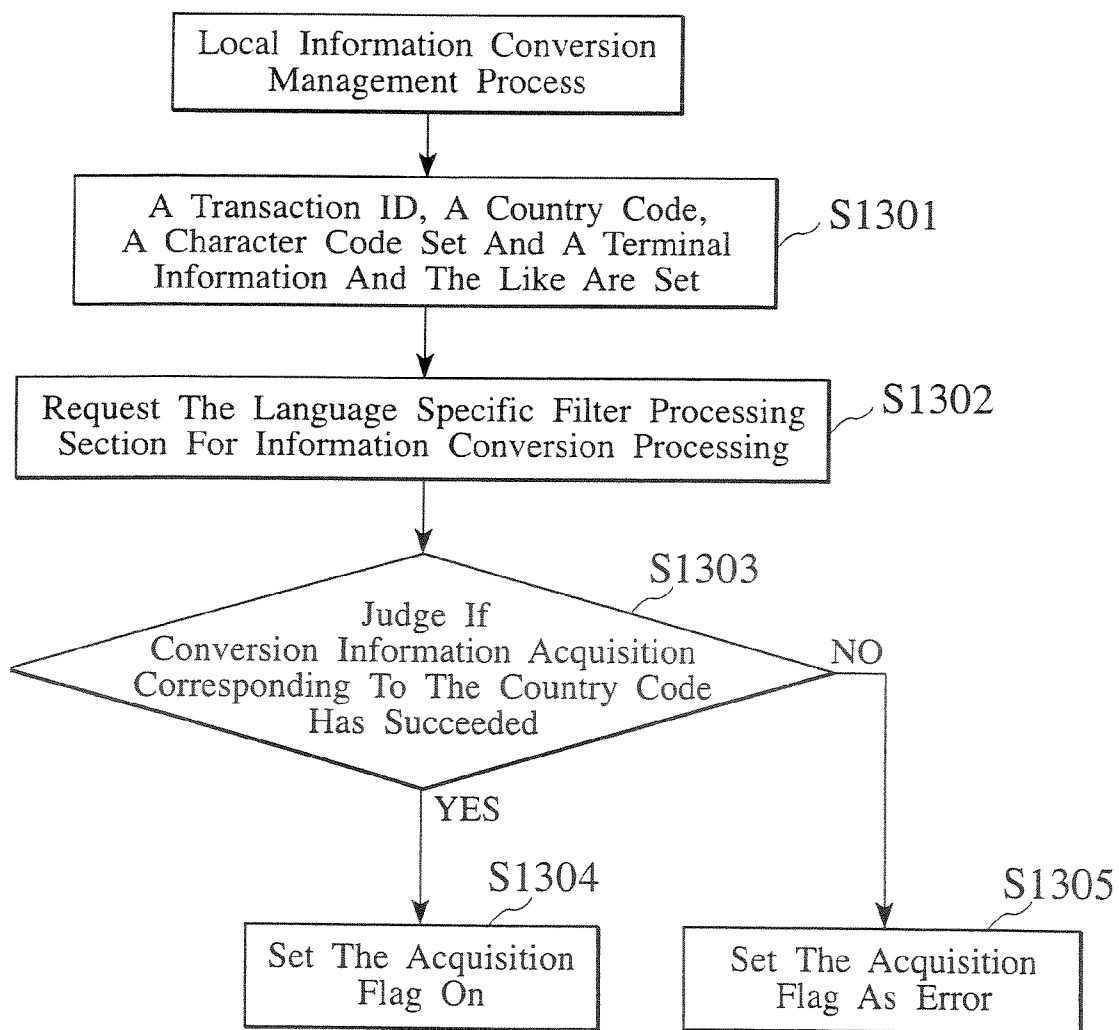 Local Information Conversion
Management Process
A Transaction ID, A Country Code,
A Character Code Set And A Terminal
Information And The Like Are Set
S1301
Request The Language Specific Filter Processing
Section For Information Conversion Processing
S1302
S1303
Judge If
Conversion Information Acquisition
Corresponding To The Country Code
Has Succeeded
NO
YES
S1304
Set The Acquisition
Flag On
S1305
Set The Acquisition
Flag As Error